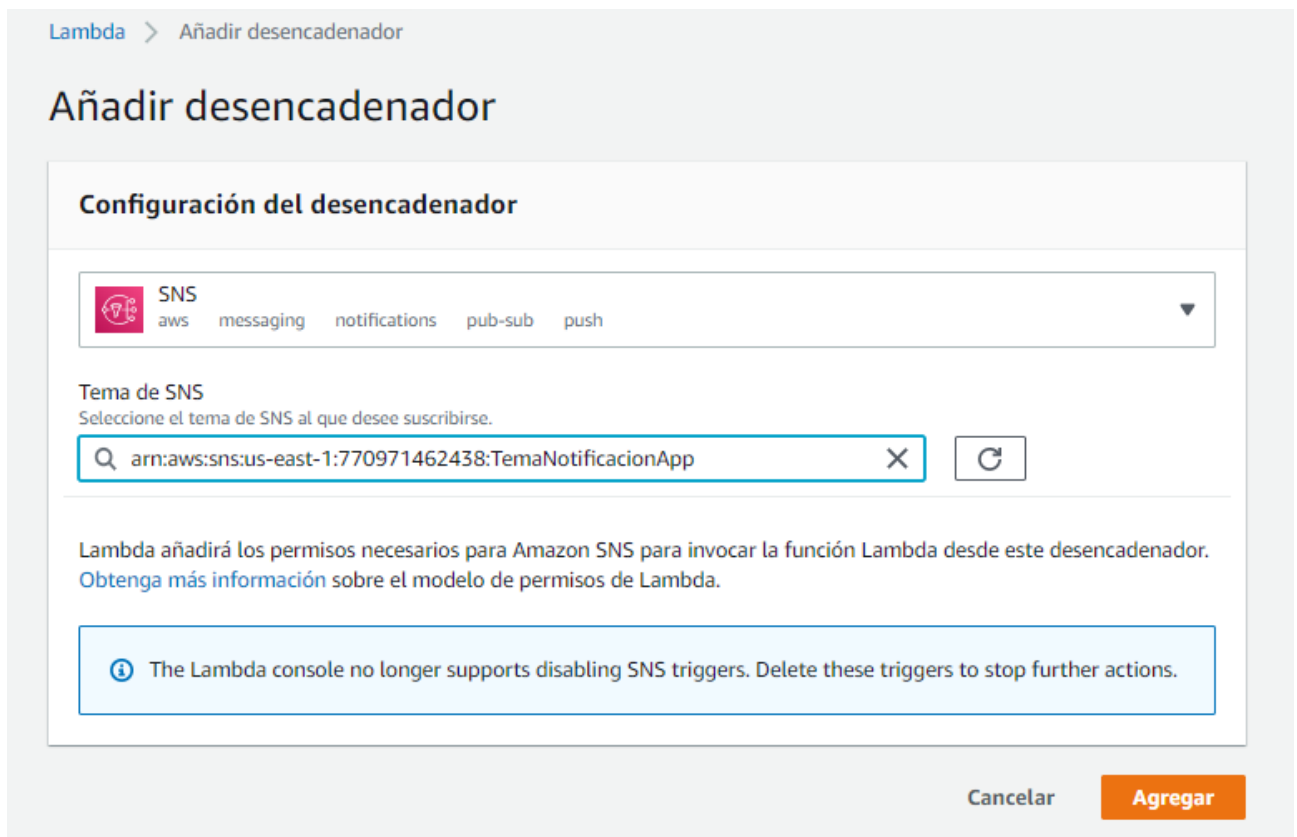 Lambda > Añadir desencadenador
Añadir desencadenador
Configuración del desencadenador
SNS
aws messaging notifications pub-sub push
Tema de SNS
Seleccione el tema de SNS al que desee suscribirse.
arn:aws:sns:us-east-1:770971462438:TemaNotificacionApp
Lambda añadirá los permisos necesarios para Amazon SNS para invocar la función Lambda desde este desencadenador.
Obtenga más información sobre el modelo de permisos de Lambda.
The Lambda console no longer supports disabling SNS triggers. Delete these triggers to stop further actions.
Cancelar Agregar